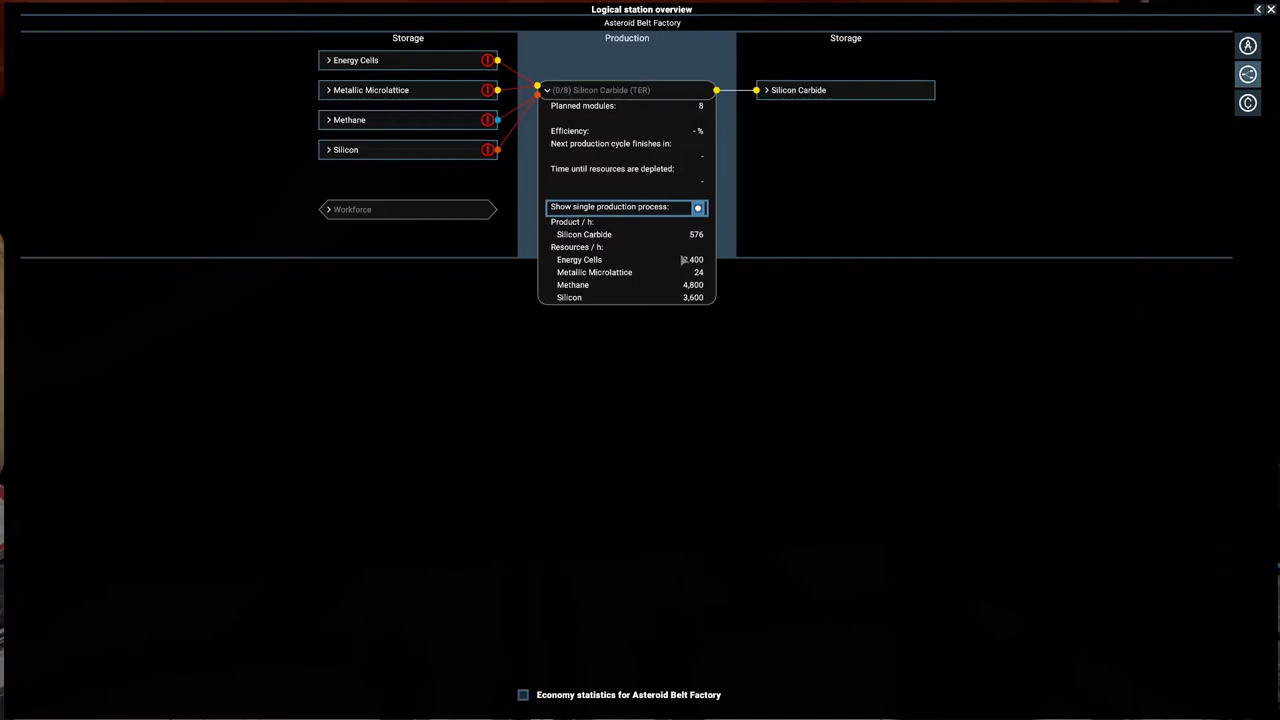 Logical station overview
Asteroid Belt Factory
Storage
Production
Storage
Energy Cells
Metallic Microlattice
Methane
Silicon
Workforce
(0/8) Silicon Carbide (TER)
Planned modules: 8
Efficiency: - %
Next production cycle finishes in:
-
Time until resources are depleted:
-
Show single production process:
Product / h:
Silicon Carbide 576
Resources / h:
Energy Cells
Metallic Microlattice 24
Methane 4,800
Silicon 3,600
Silicon Carbide
A
C
Economy statistics for Asteroid Belt Factory